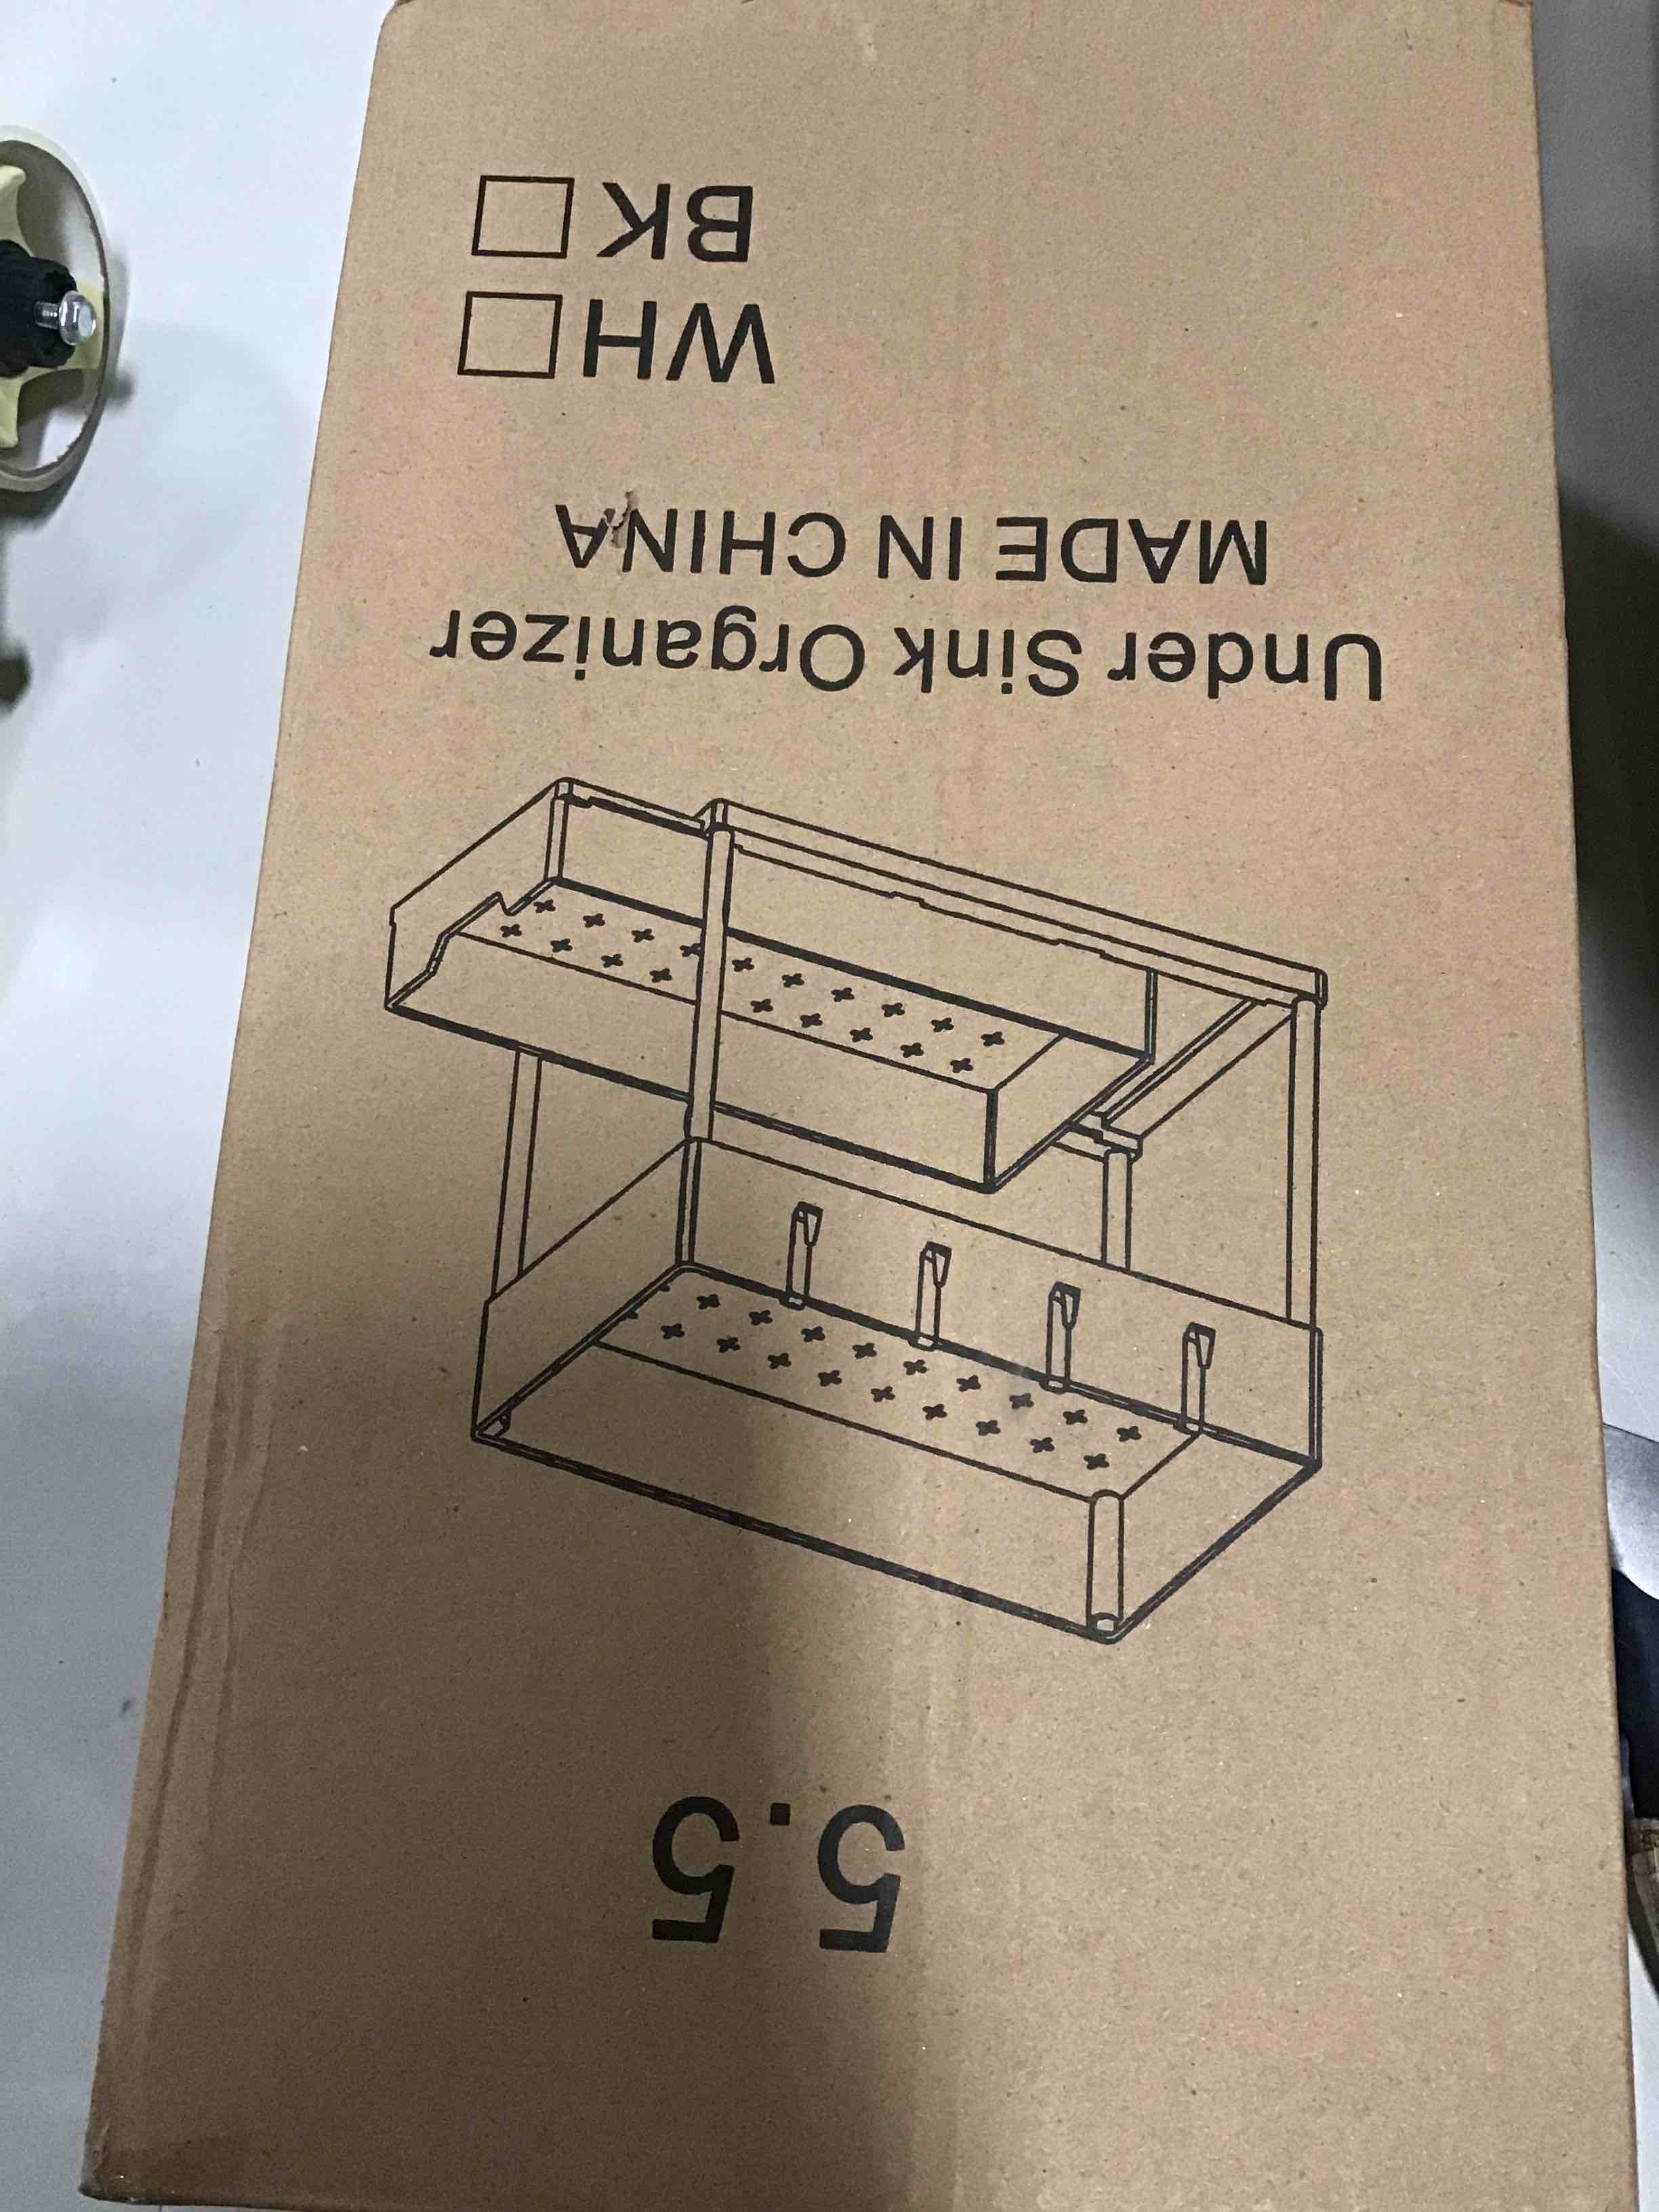 5.5
Under Sink Organizer
MADE IN CHINA
WH
BK